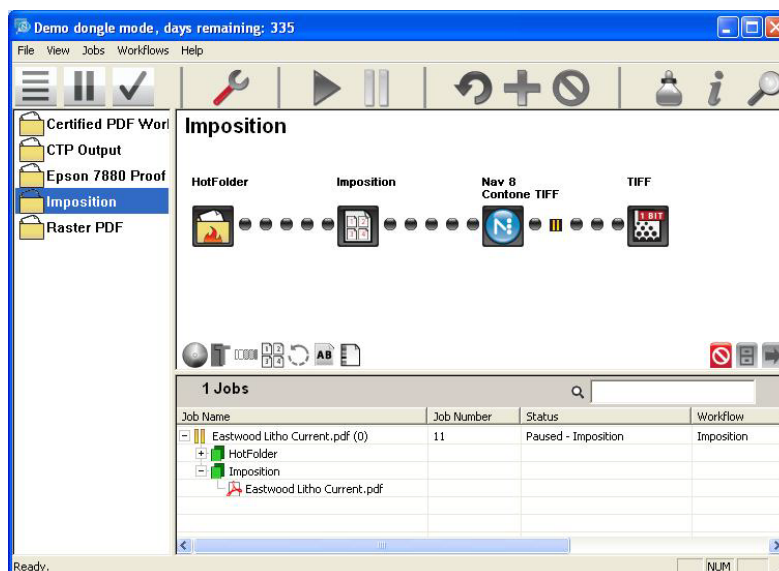 Demo dongle mode, days remaining: 335
File View Jobs Workflows Help
Certified PDF Worl
CTP Output
Epson 7880 Proof
Imposition
Raster PDF
Imposition
HotFolder Imposition Nav 8 TIFF
Contone TIFF
1 BIT
AB
1 Jobs
Job Name Job Number Status Workflow
Eastwood Litho Current.pdf (0) 11 Paused - Imposition Imposition
HotFolder
Imposition
Eastwood Litho Current.pdf
Ready. NUM